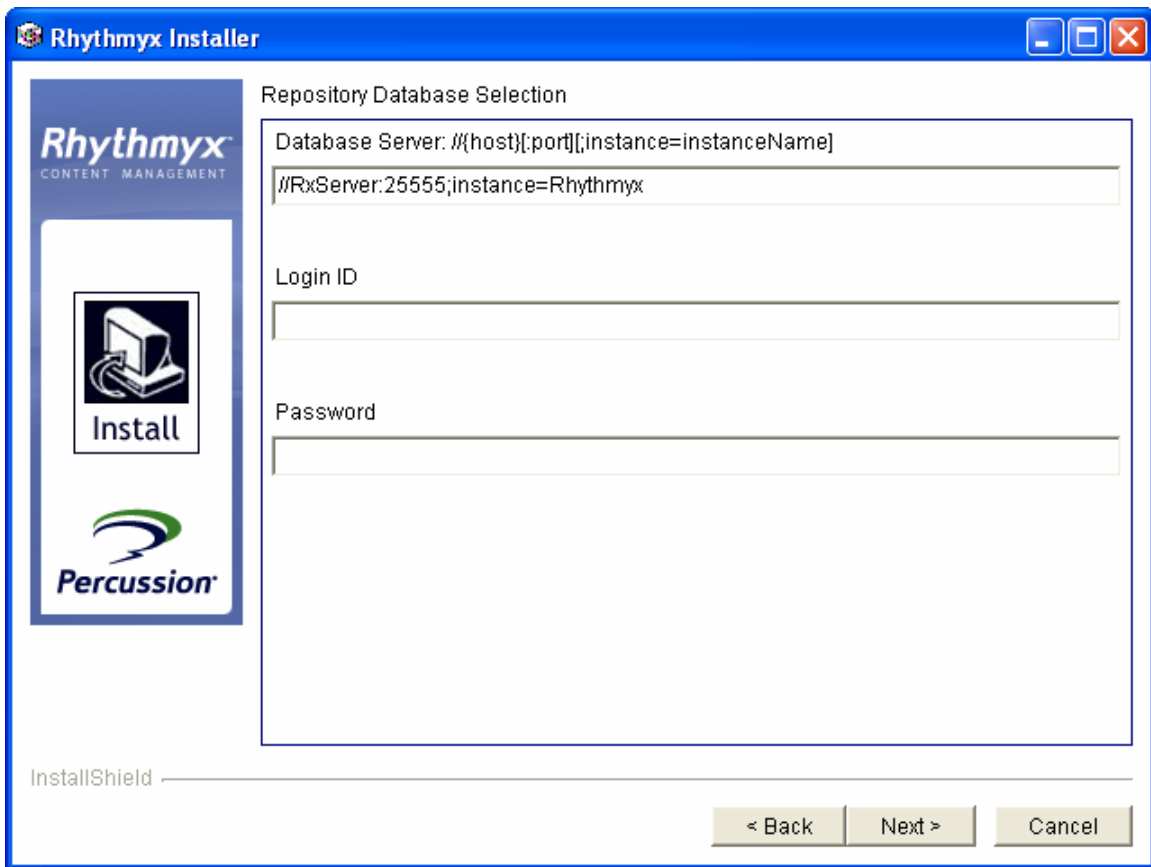 Rhythmyx Installer
Rhythmyx
CONTENT MANAGEMENT
Install
Percussion
Repository Database Selection
Database Server: //{host}[:port][;instance=instanceName]
//RxServer:25555;instance=Rhythmyx
Login ID
Password
InstallShield
< Back
Next >
Cancel